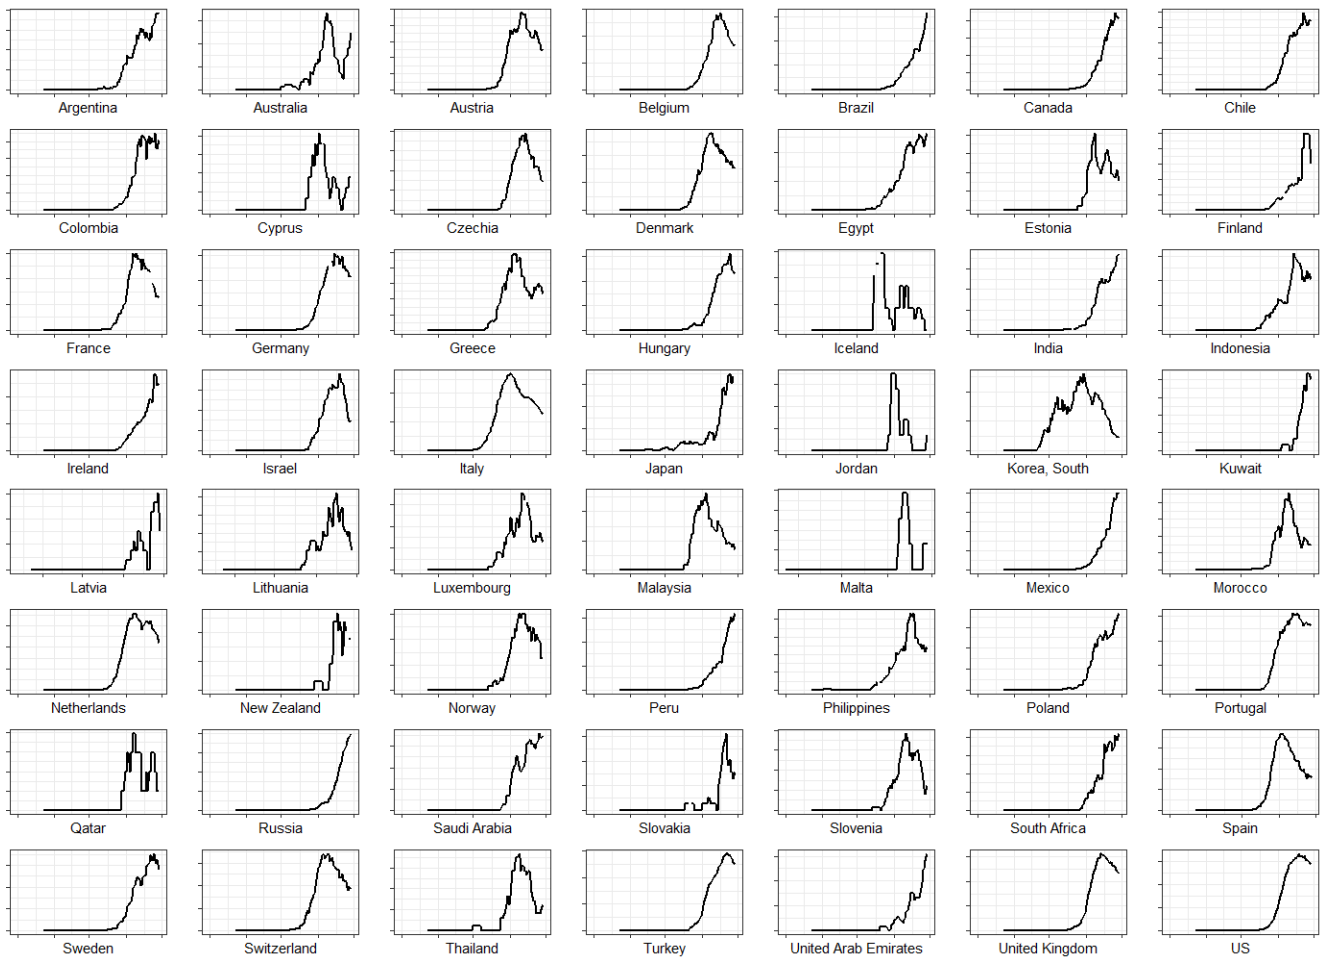 Argentina Australia Austria Belgium Brazil Canada Chile
Colombia Cyprus Czechia Denmark Egypt Estonia Finland
France Germany Greece Hungary Iceland India Indonesia
Ireland Israel Italy Japan Jordan Korea, South Kuwait
Latvia Lithuania Luxembourg Malaysia Malta Mexico Morocco
Netherlands New Zealand Norway Peru Philippines Poland Portugal
Qatar Russia Saudi Arabia Slovakia Slovenia South Africa Spain
Sweden Switzerland Thailand Turkey United Arab Emirates United Kingdom US